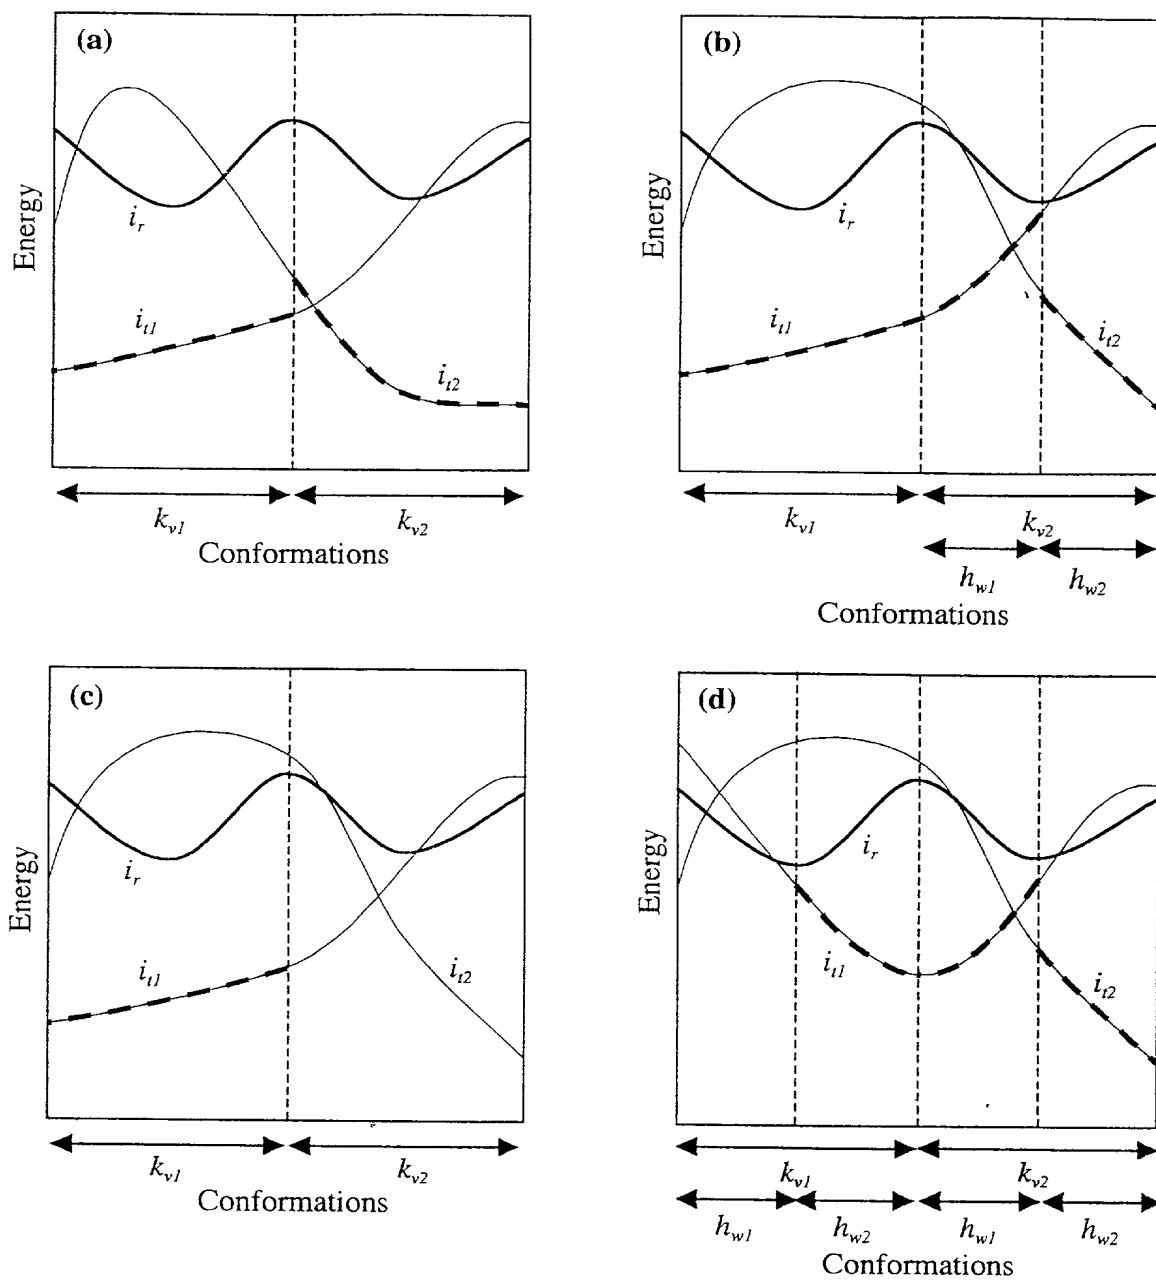 (a)
Energy
i_r
i_t1
i_t2
k_v1
k_v2
Conformations
(b)
Energy
i_r
i_t1
i_t2
k_v1
k_v2
h_w1
h_w2
Conformations
(c)
Energy
i_r
i_t1
i_t2
k_v1
k_v2
Conformations
(d)
Energy
i_r
i_t1
i_t2
k_v1
k_v2
h_w1
h_w2
h_w1
h_w2
Conformations